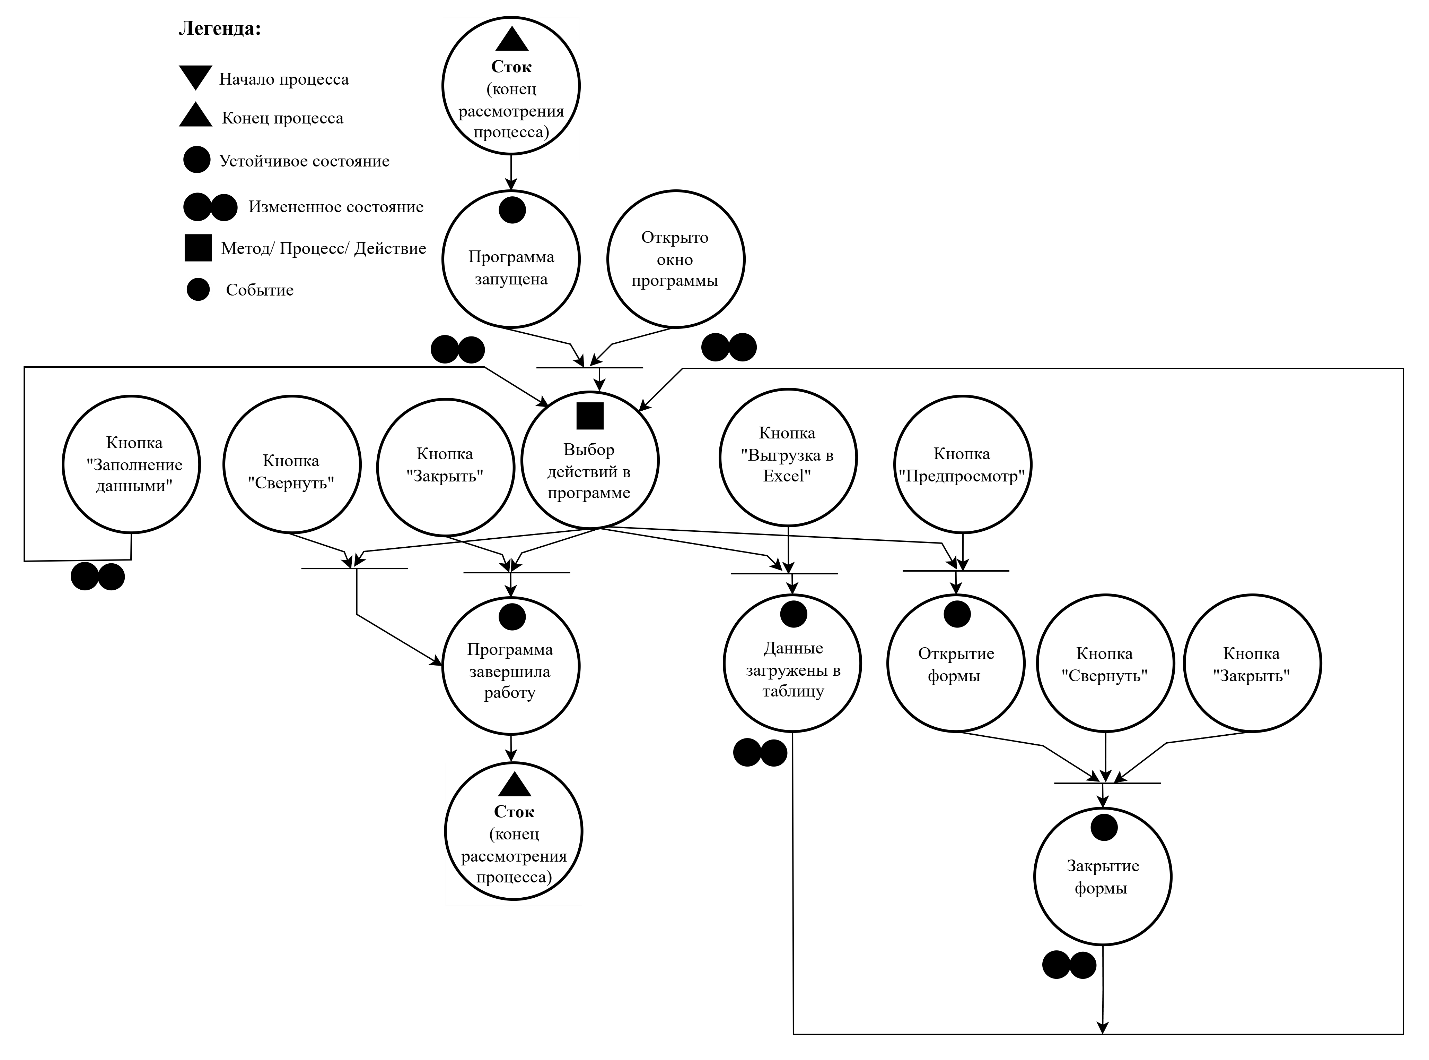 Легенда:
Начало процесса
Конец процесса
Устойчивое состояние
Измененное состояние
Метод/ Процесс/ Действие
Событие
Сток
(конец
рассмотрения
процесса)
Программа
запущена
Открыто
окно
программы
Кнопка
"Заполнение
данными"
Кнопка
"Свернуть"
Кнопка
"Закрыть"
Выбор
действий в
программе
Кнопка
"Выгрузка в
Excel"
Кнопка
"Предпросмотр"
Программа
завершила
работу
Данные
загружены в
таблицу
Открытие
формы
Кнопка
"Свернуть"
Кнопка
"Закрыть"
Сток
(конец
рассмотрения
процесса)
Закрытие
формы